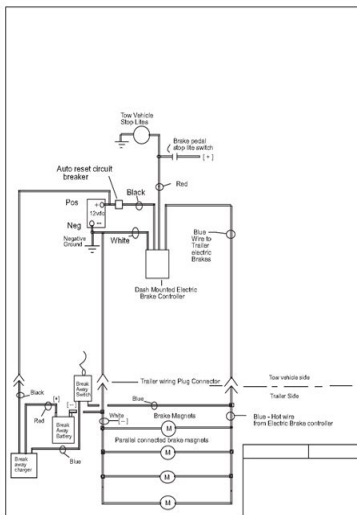 Tow Vehicle
Stop Lites
Brake pedal
stop lite switch
[+]
Auto reset circuit
breaker
Red
Black
Pos
+
12vdc
Neg
Negative
Ground
White
Blue
Wire to
Trailer
electric
Brakes
Dash Mounted Electric
Brake Controller
Trailer wiring Plug Connector
Tow vehicle side
Trailer Side
Black
[+]
[-]
Break
Away
Switch
Blue
Red
Break
Away
Battery
White
[-]
Brake Magnets
Blue - Hot wire
from Electric Brake controller
Parallel connected brake magnets
Break
away
charger
Blue
M
M
M
M